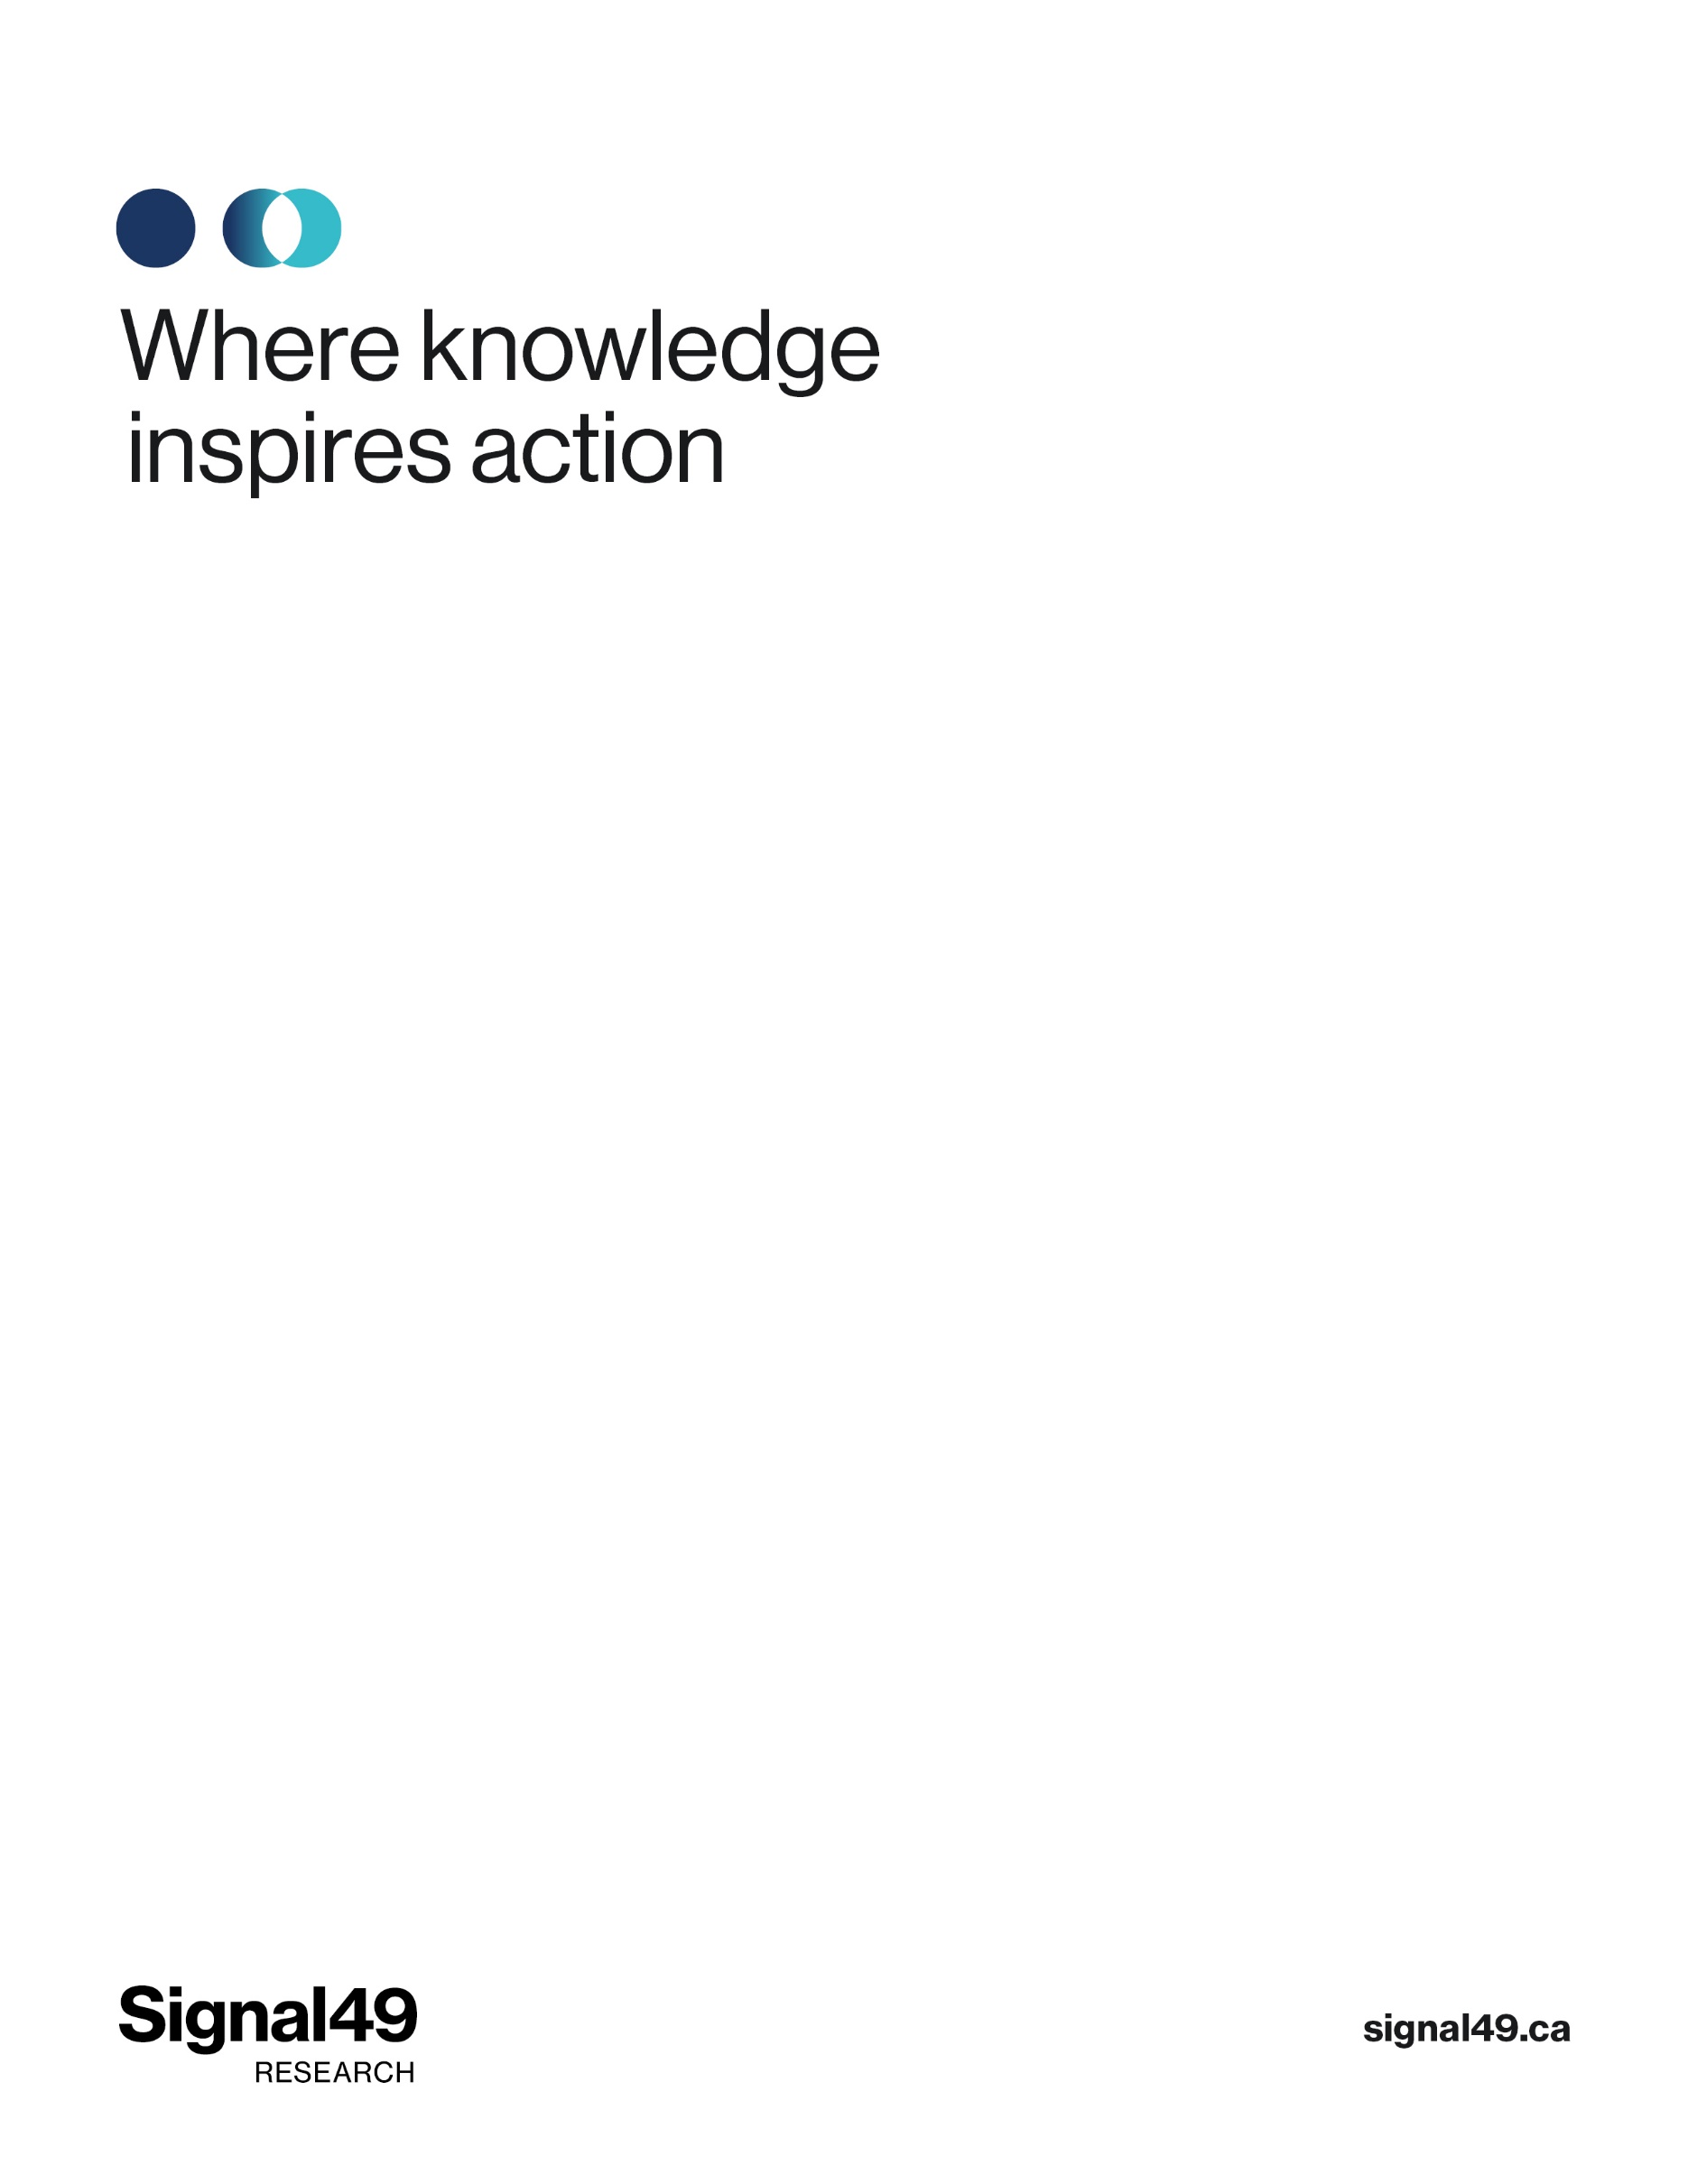 Where knowledge
inspires action
Signal49
RESEARCH
signal49.ca